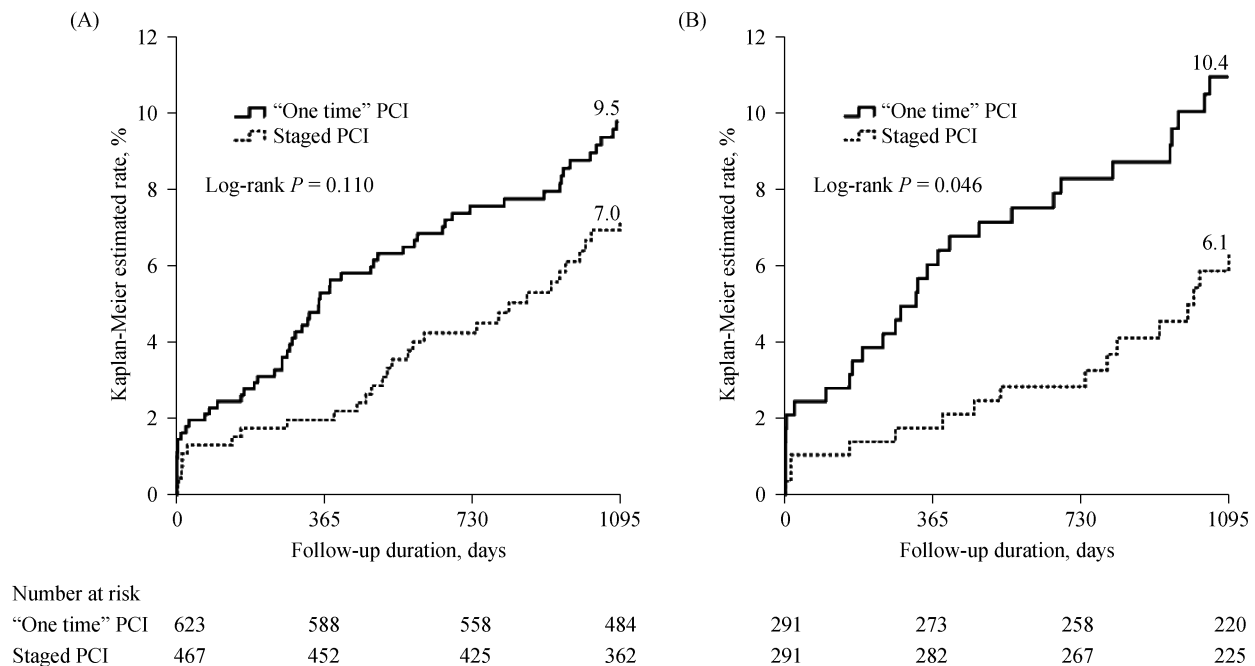 (A)
12
10
8
6
4
2
0
Kaplan-Meier estimated rate, %
“One time” PCI
Staged PCI
Log-rank P = 0.110
9.5
7.0
0 365 730 1095
Follow-up duration, days
(B)
12
10
8
6
4
2
0
Kaplan-Meier estimated rate, %
“One time” PCI
Staged PCI
Log-rank P = 0.046
10.4
6.1
0 365 730 1095
Follow-up duration, days
Number at risk
“One time” PCI 623 588 558 484 291 273 258 220
Staged PCI 467 452 425 362 291 282 267 225